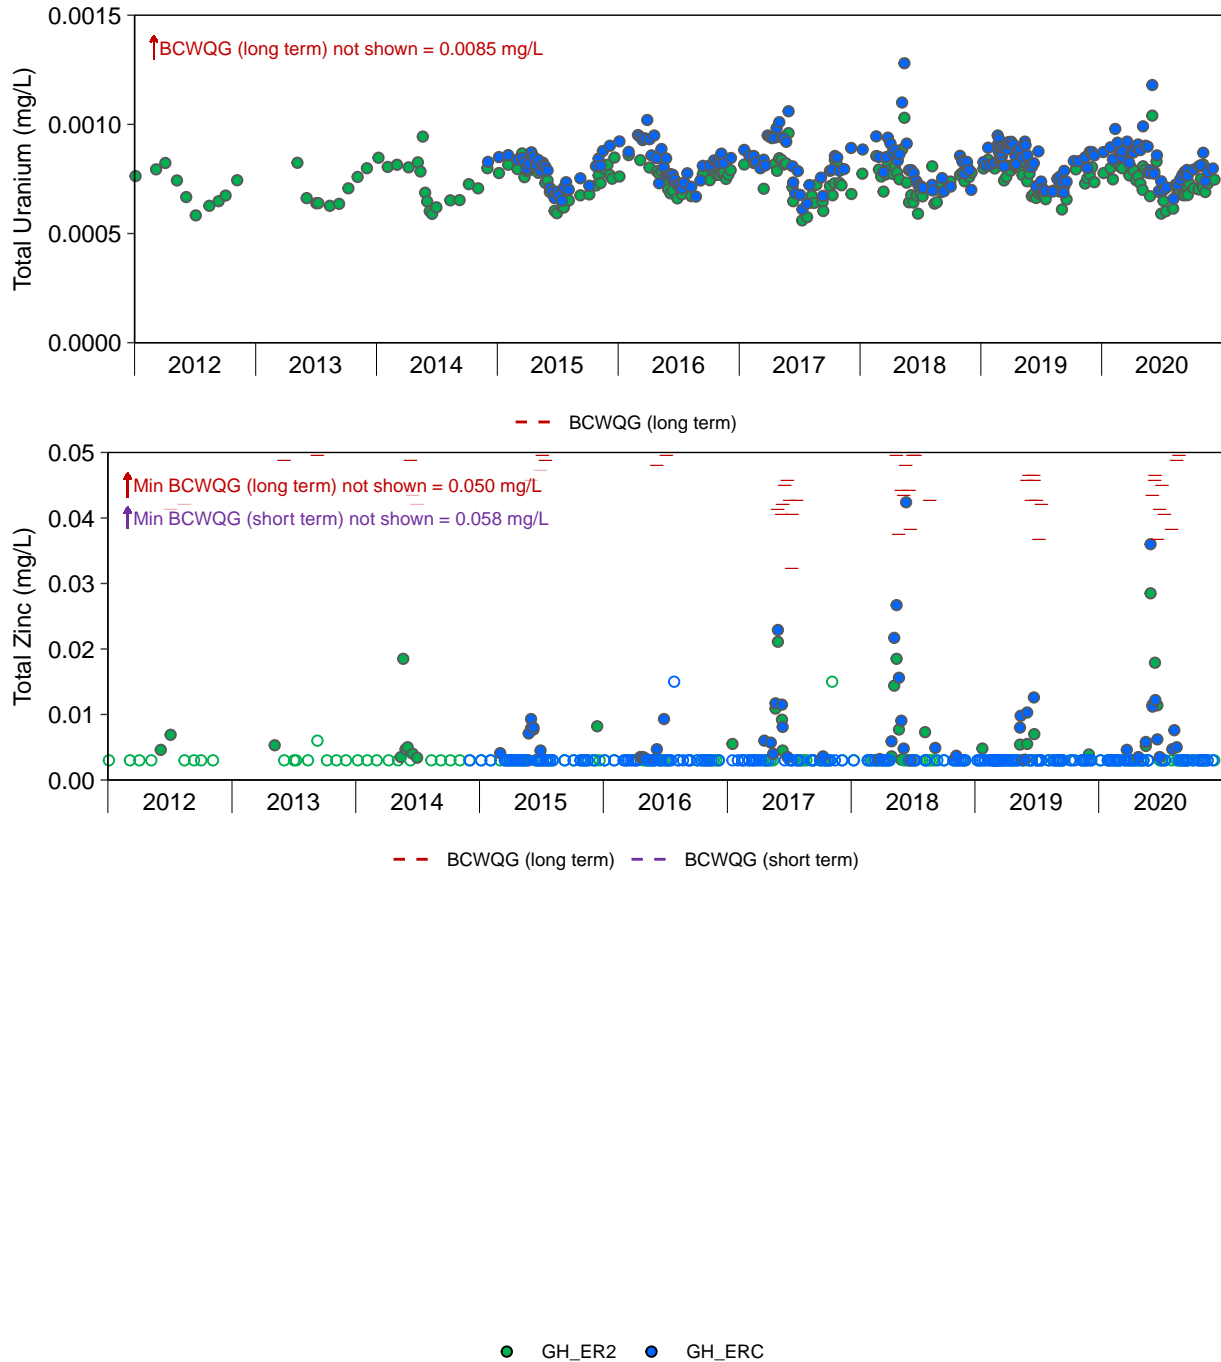 Total Uranium (mg/L)
0.0015
0.0010
0.0005
0.0000
BCWQG (long term) not shown = 0.0085 mg/L
2012 2013 2014 2015 2016 2017 2018 2019 2020
BCWQG (long term)
Total Zinc (mg/L)
0.05
0.04
0.03
0.02
0.01
0.00
Min BCWQG (long term) not shown = 0.050 mg/L
Min BCWQG (short term) not shown = 0.058 mg/L
2012 2013 2014 2015 2016 2017 2018 2019 2020
BCWQG (long term) BCWQG (short term)
GH_ER2 GH_ERC